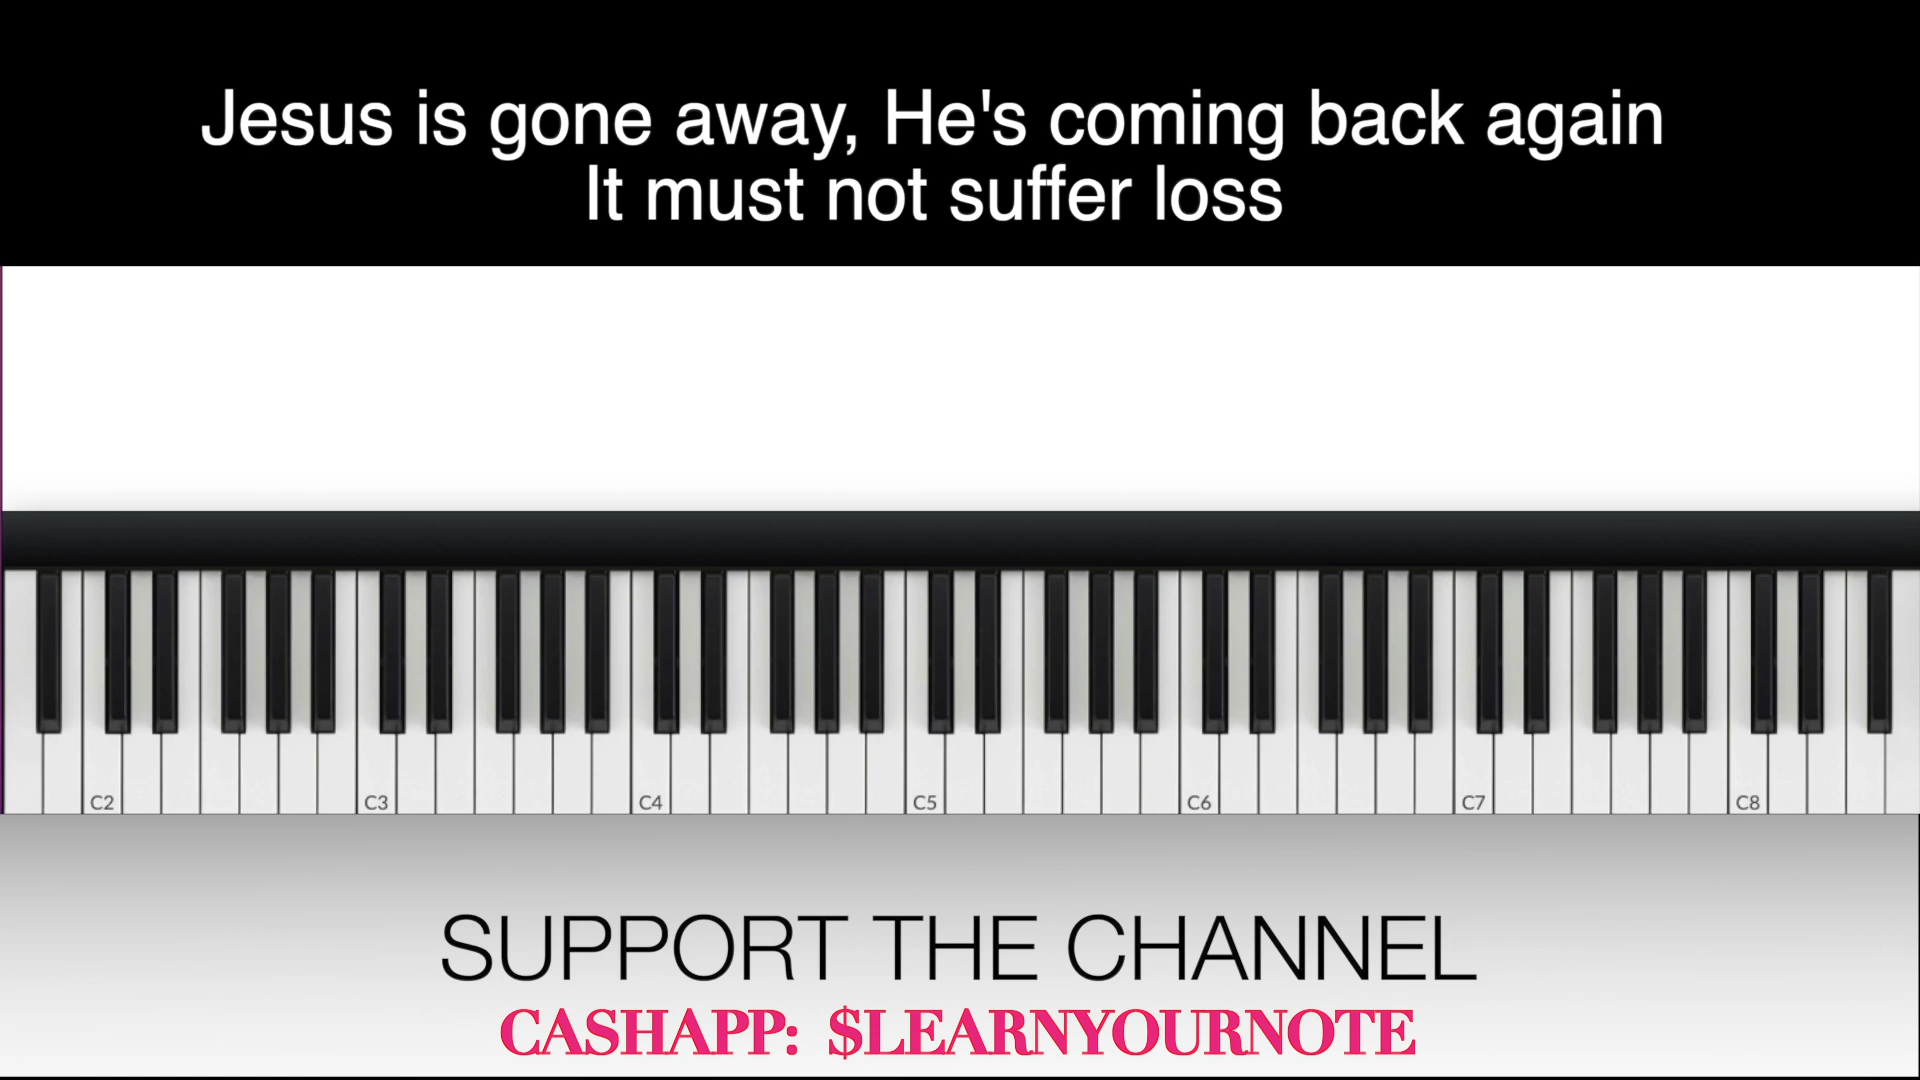 Jesus is gone away, He's coming back again
It must not suffer loss
C2 C3 C4 C5 C6 C7 C8
SUPPORT THE CHANNEL
CASHAPP: $LEARNYOURNOTE